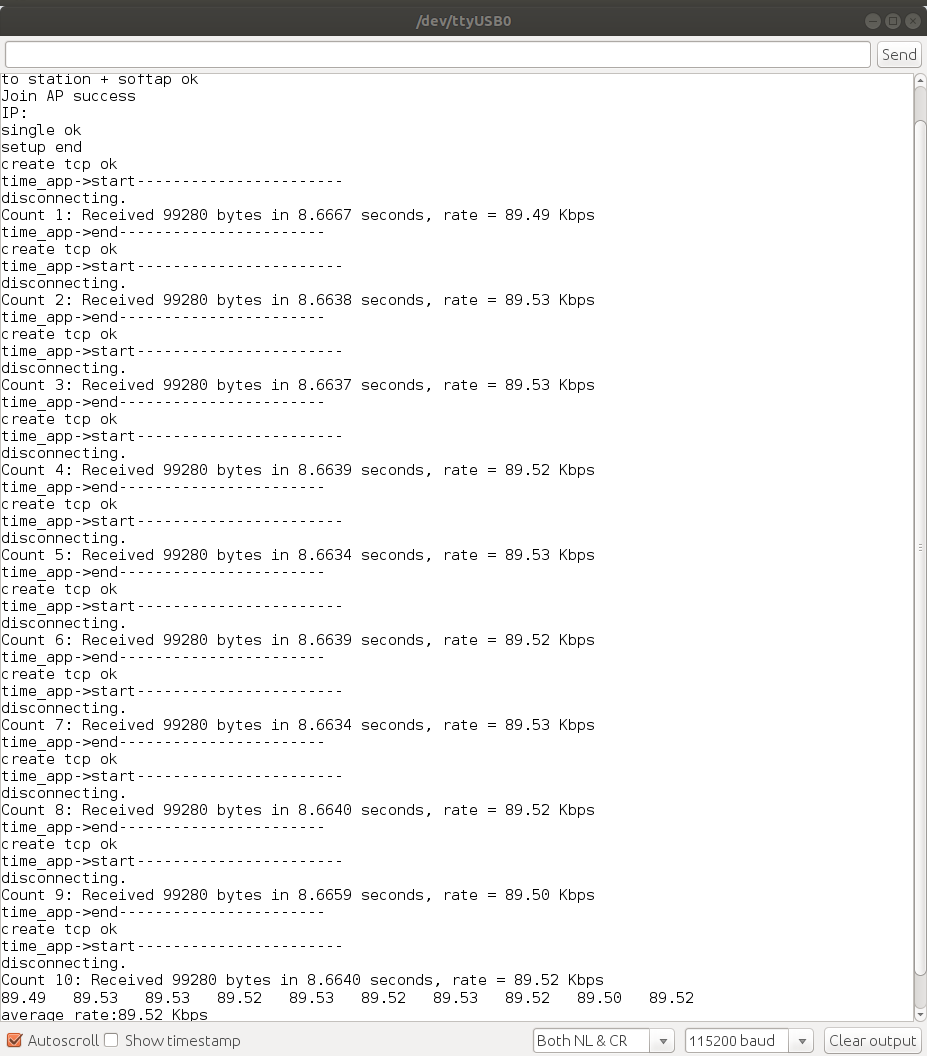 /dev/ttyUSB0
Send
to station + softap ok
Join AP success
IP:
single ok
setup end
create tcp ok
time_app->start-----------------------
disconnecting.
Count 1: Received 99280 bytes in 8.6667 seconds, rate = 89.49 Kbps
time_app->end-----------------------
create tcp ok
time_app->start-----------------------
disconnecting.
Count 2: Received 99280 bytes in 8.6638 seconds, rate = 89.53 Kbps
time_app->end-----------------------
create tcp ok
time_app->start-----------------------
disconnecting.
Count 3: Received 99280 bytes in 8.6637 seconds, rate = 89.53 Kbps
time_app->end-----------------------
create tcp ok
time_app->start-----------------------
disconnecting.
Count 4: Received 99280 bytes in 8.6639 seconds, rate = 89.52 Kbps
time_app->end-----------------------
create tcp ok
time_app->start-----------------------
disconnecting.
Count 5: Received 99280 bytes in 8.6634 seconds, rate = 89.53 Kbps
time_app->end-----------------------
create tcp ok
time_app->start-----------------------
disconnecting.
Count 6: Received 99280 bytes in 8.6639 seconds, rate = 89.52 Kbps
time_app->end-----------------------
create tcp ok
time_app->start-----------------------
disconnecting.
Count 7: Received 99280 bytes in 8.6634 seconds, rate = 89.53 Kbps
time_app->end-----------------------
create tcp ok
time_app->start-----------------------
disconnecting.
Count 8: Received 99280 bytes in 8.6640 seconds, rate = 89.52 Kbps
time_app->end-----------------------
create tcp ok
time_app->start-----------------------
disconnecting.
Count 9: Received 99280 bytes in 8.6659 seconds, rate = 89.50 Kbps
time_app->end-----------------------
create tcp ok
time_app->start-----------------------
disconnecting.
Count 10: Received 99280 bytes in 8.6640 seconds, rate = 89.52 Kbps
89.49   89.53   89.53   89.52   89.53   89.52   89.53   89.52   89.50   89.52
average rate:89.52 Kbps
Autoscroll Show timestamp Both NL & CR 115200 baud Clear output